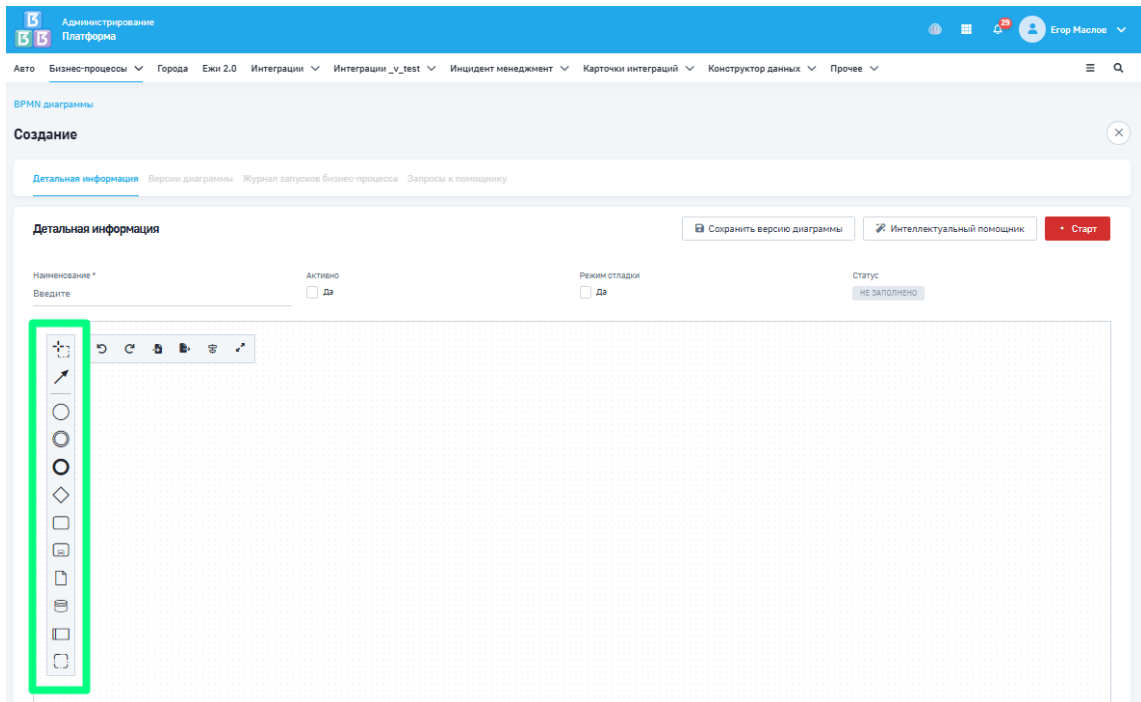 Администрирование
Платформа
29
Егор Маслов
Авто Бизнес-процессы Города Ежи 2.0 Интеграции Интеграции _v_test Инцидент менеджмент Карточки интеграций Конструктор данных Прочее
BPMN диаграммы
Создание
Детальная информация Версии диаграммы Журнал запусков бизнес-процесса Запросы к помощнику
Детальная информация
Сохранить версию диаграммы Интеллектуальный помощник Старт
Наименование * Активно Режим отладки Статус
Введите Да Да НЕ ЗАПОЛНЕНО